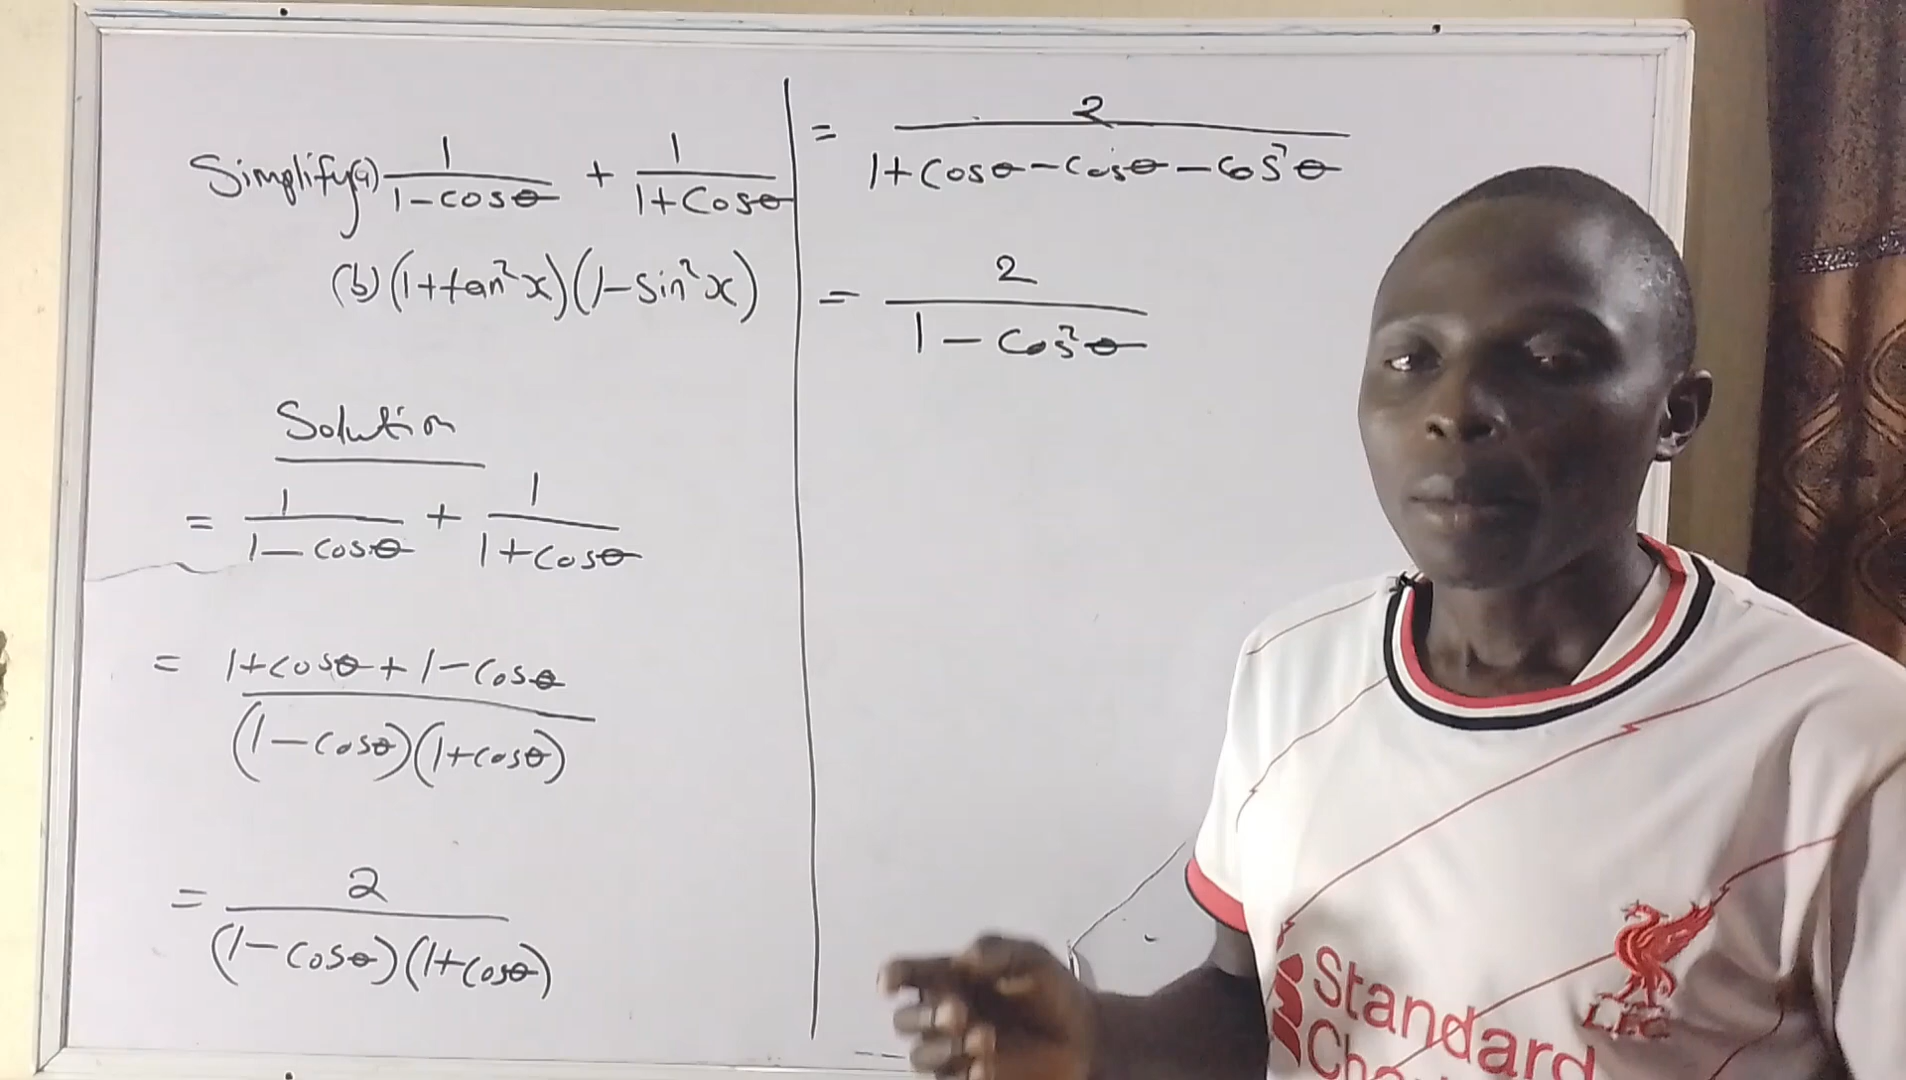 Simplify (a) 1/(1-cosθ) + 1/(1+Cosθ)
(b) (1+tan²x)(1-sin²x)
Solution
= 1/(1-cosθ) + 1/(1+cosθ)
= (1+cosθ+1-cosθ)/((1-cosθ)(1+cosθ))
= 2/((1-cosθ)(1+cosθ))
= 2/(1+cosθ-cosθ-cos²θ)
= 2/(1-cos²θ)
Standard
L.F.C.